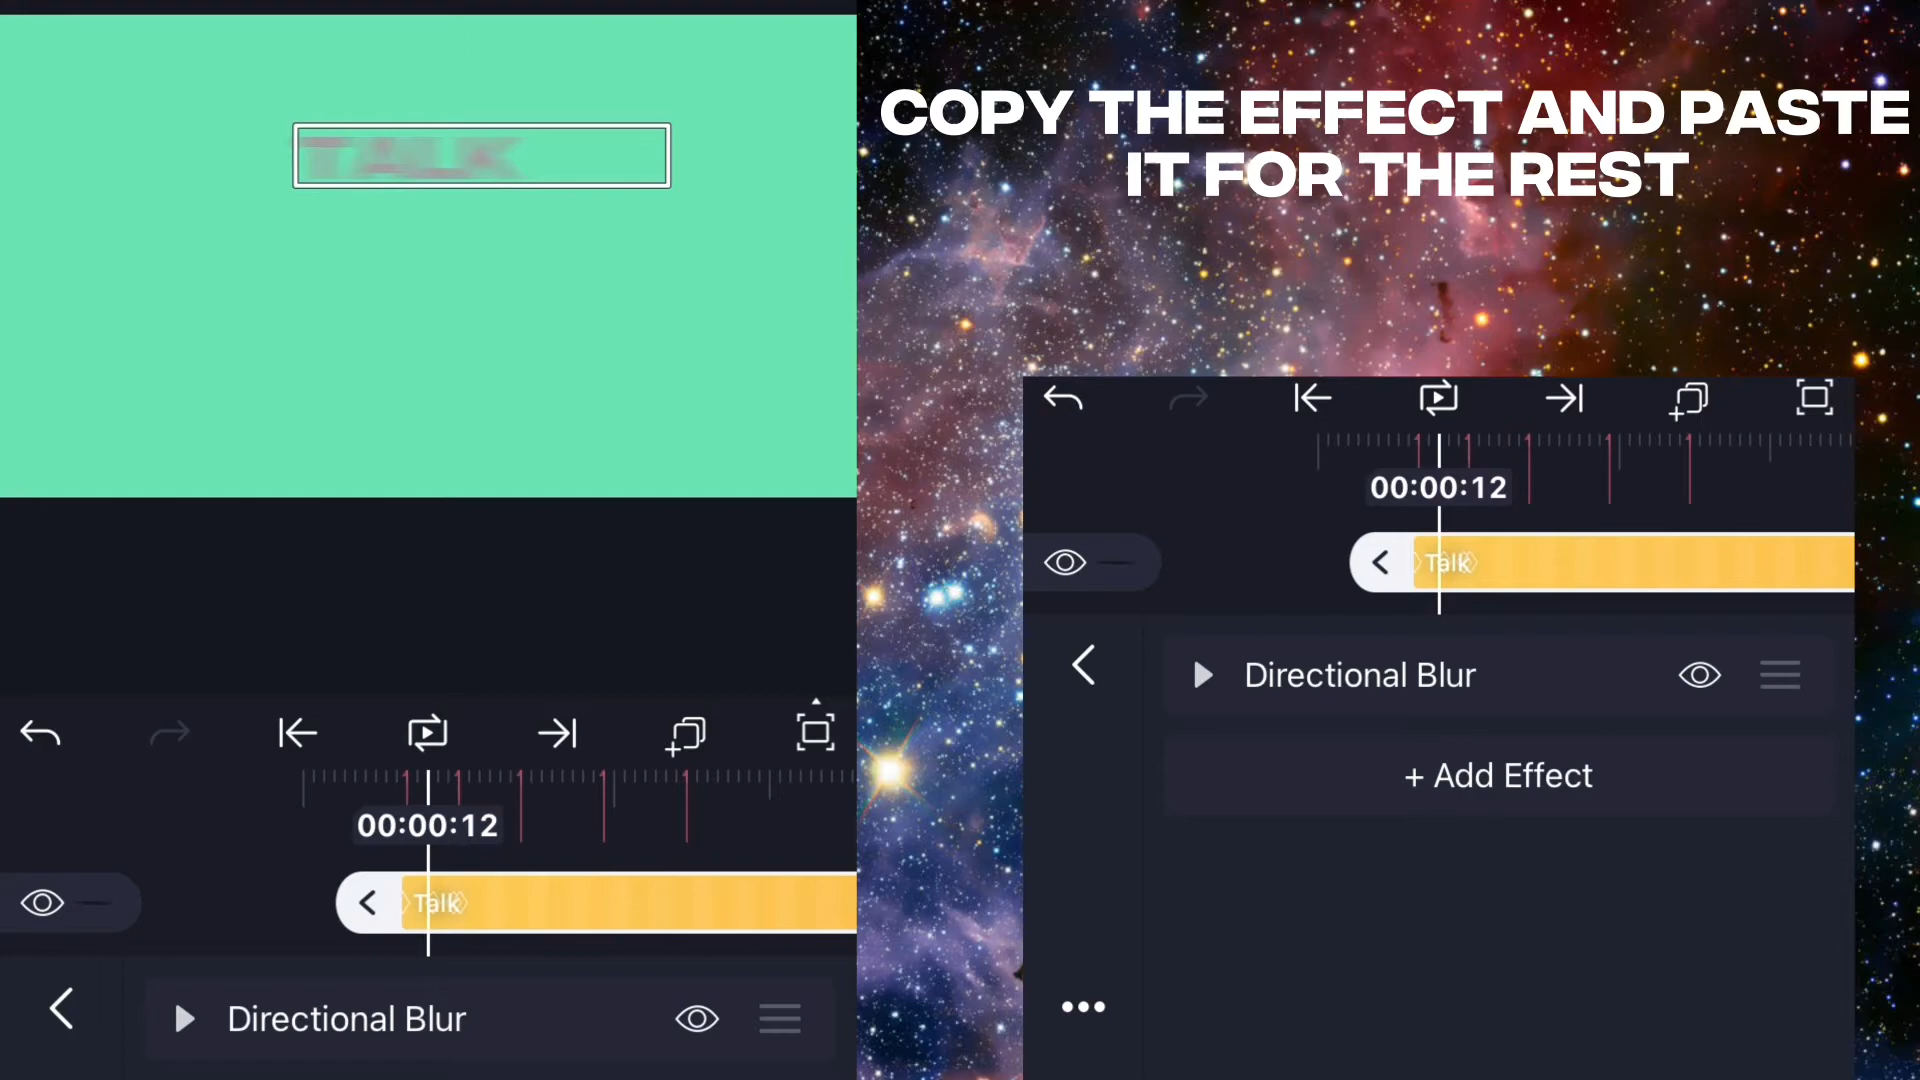 COPY THE EFFECT AND PASTE
IT FOR THE REST
TALK
00:00:12
Talk
Directional Blur
00:00:12
Talk
Directional Blur
+ Add Effect